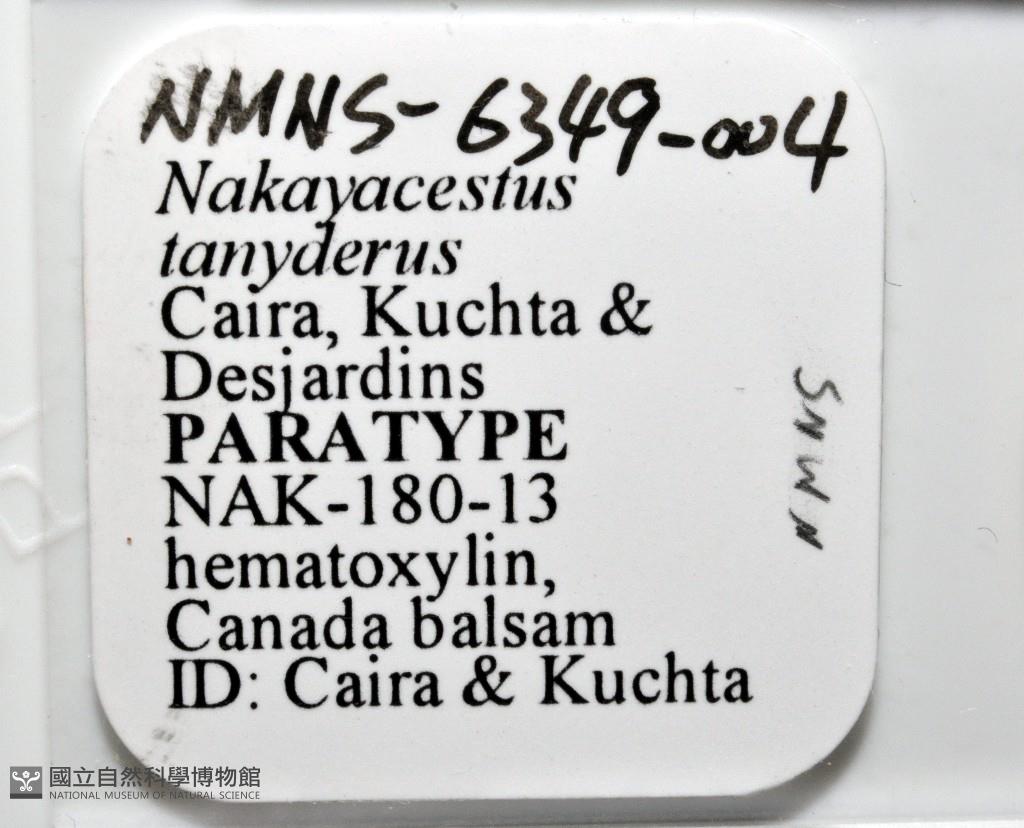 NMNS-6349-004
Nakayacestus
tanyderus
Caira, Kuchta &
Desjardins
PARATYPE
NAK-180-13
hematoxylin,
Canada balsam
ID: Caira & Kuchta
NMNS
國立自然科學博物館
NATIONAL MUSEUM OF NATURAL SCIENCE